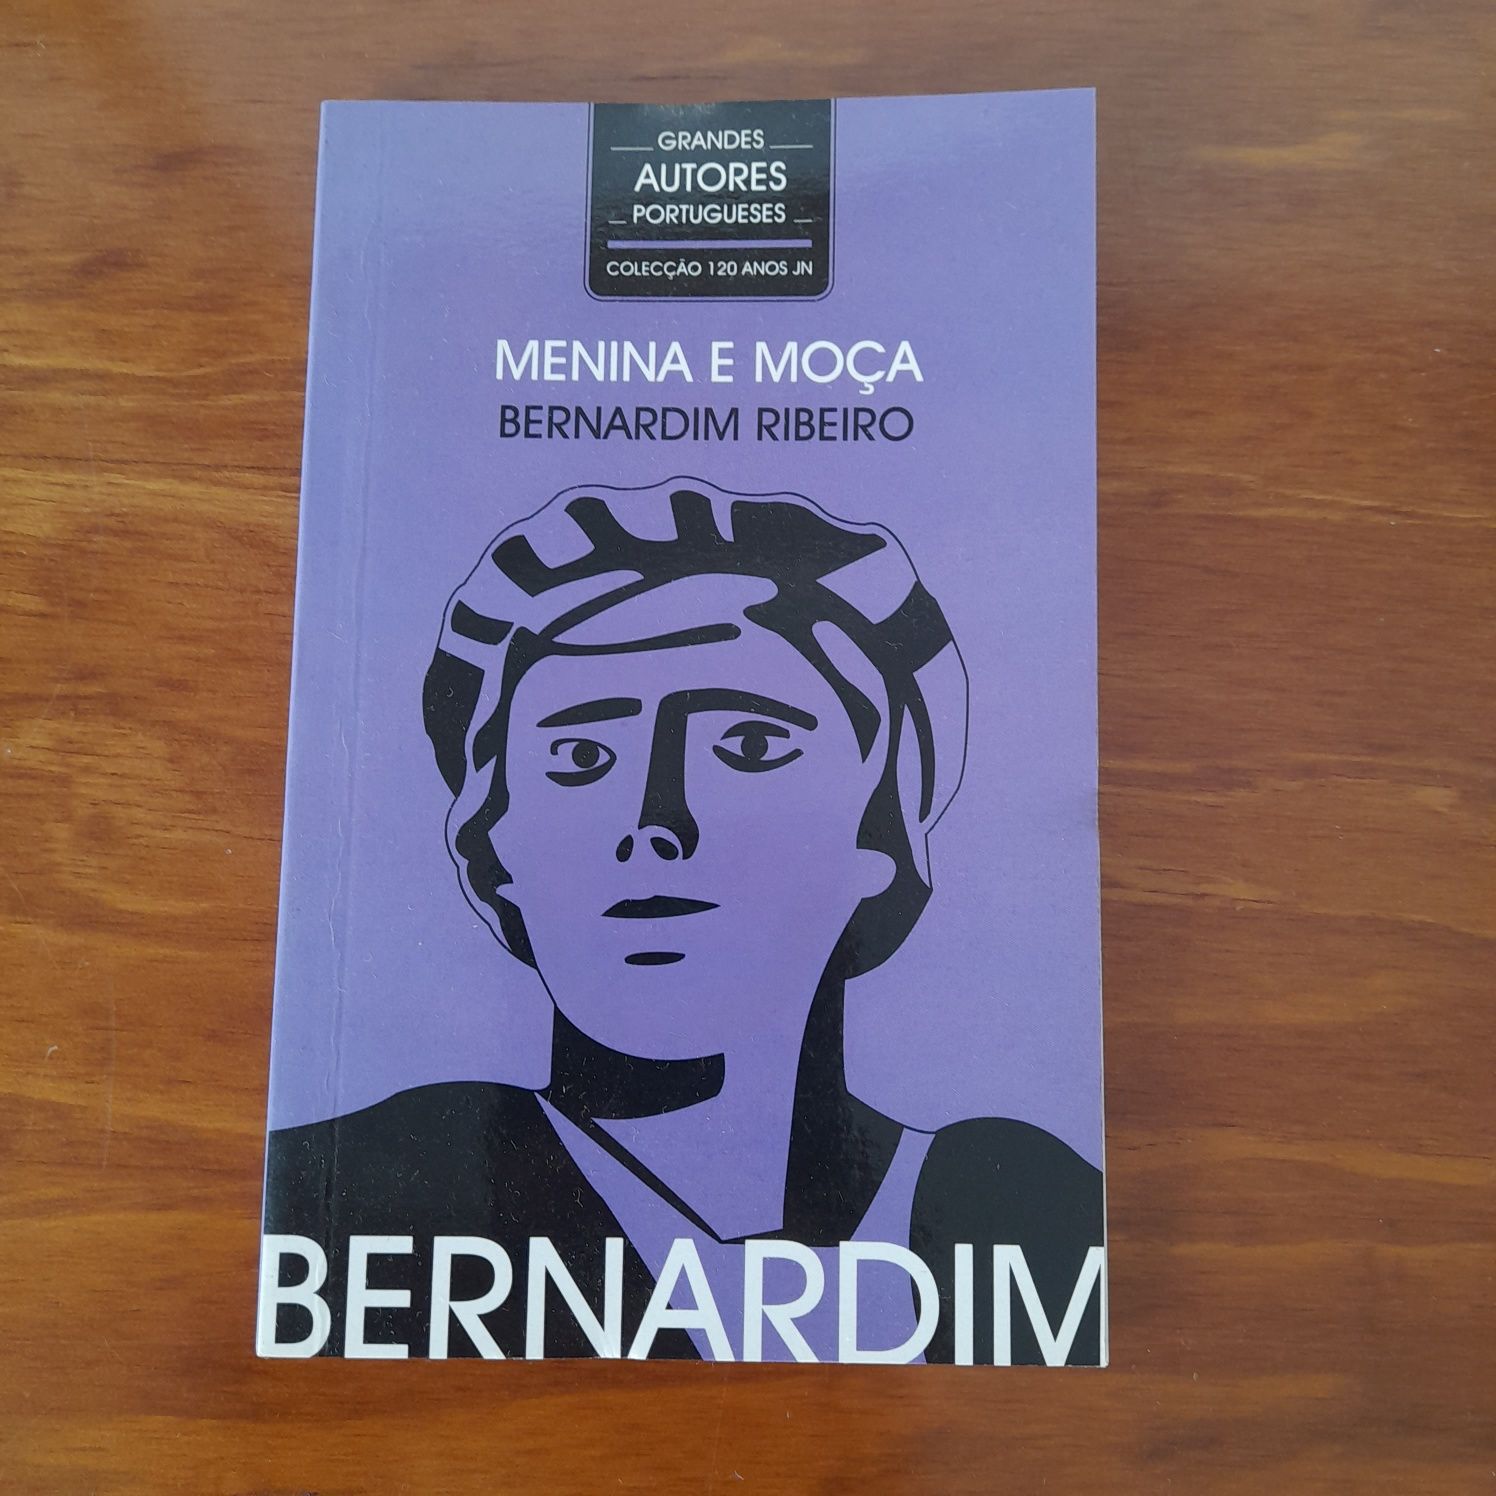 GRANDES
AUTORES
PORTUGUESES
COLECÇÃO 120 ANOS JN
MENINA E MOÇA
BERNARDIM RIBEIRO
BERNARDIM